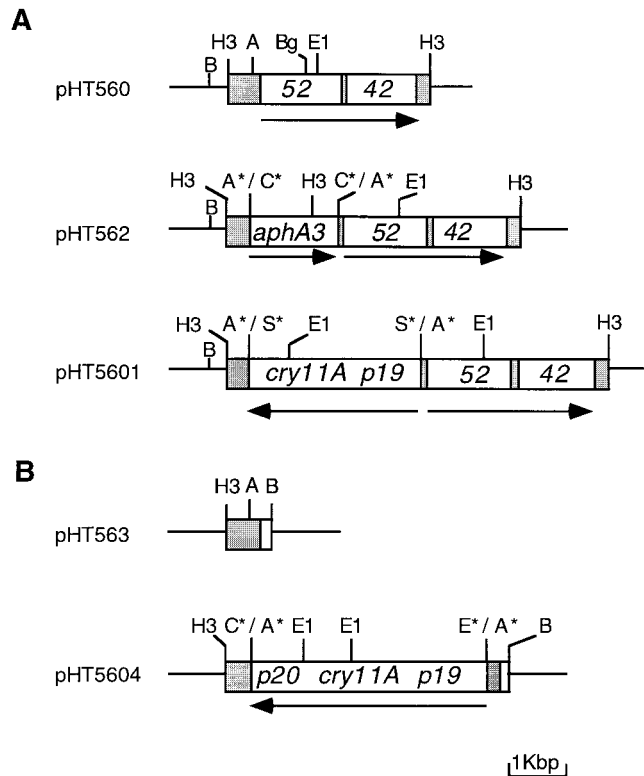 A
H3 A Bg E1 H3
B
pHT560 52 42
H3 A*/C* H3 C*/A* E1 H3
B
pHT562 aphA3 52 42
H3 A*/S* E1 S*/A* E1 H3
B
pHT5601 cry11A p19 52 42
B
H3 A B
pHT563
H3 C*/A* E1 E1 E*/A* B
pHT5604 p20 cry11A p19
1Kbp